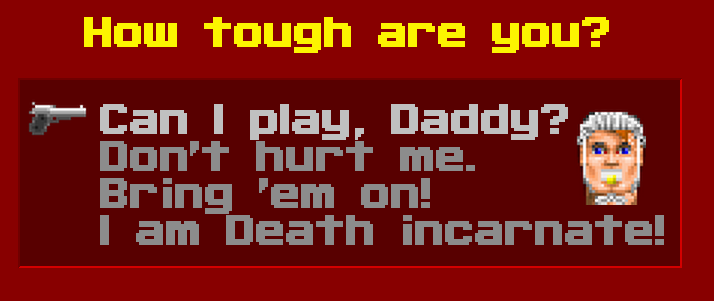 How tough are you?
Can I play, Daddy?
Don't hurt me.
Bring 'em on!
I am Death incarnate!